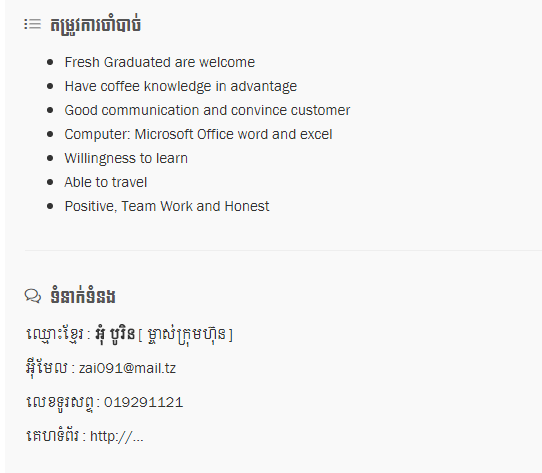 តម្រូវការចាំបាច់
Fresh Graduated are welcome
Have coffee knowledge in advantage
Good communication and convince customer
Computer: Microsoft Office word and excel
Willingness to learn
Able to travel
Positive, Team Work and Honest
ទំនាក់ទំនង
ឈ្មោះខ្មែរ : អុំ បូរិន [ ម្ចាស់ក្រុមហ៊ុន ]
អ៊ីមែល : zai091@mail.tz
លេខទូរសព្ទ : 019291121
គេហទំព័រ : http://...